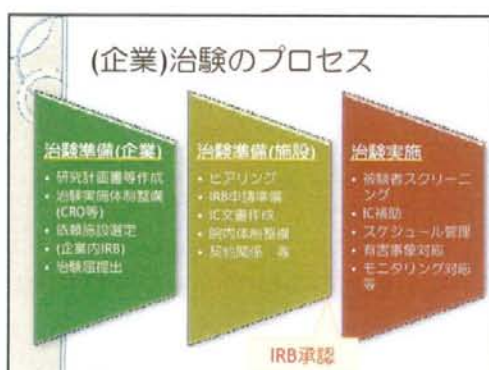 (企業)治験のプロセス
治験準備(企業)
• 研究計画書等作成
• 治験実施体制整備
(CRO等)
• 依頼施設選定
• (企業内IRB)
• 治験届提出
治験準備(施設)
• ヒアリング
• IRB申請準備
• IC文書作成
• 院内体制整備
• 契約関係 等
治験実施
• 被験者スクリーニ
ング
• IC補助
• スケジュール管理
• 有害事象対応
• モニタリング対応
等
IRB承認